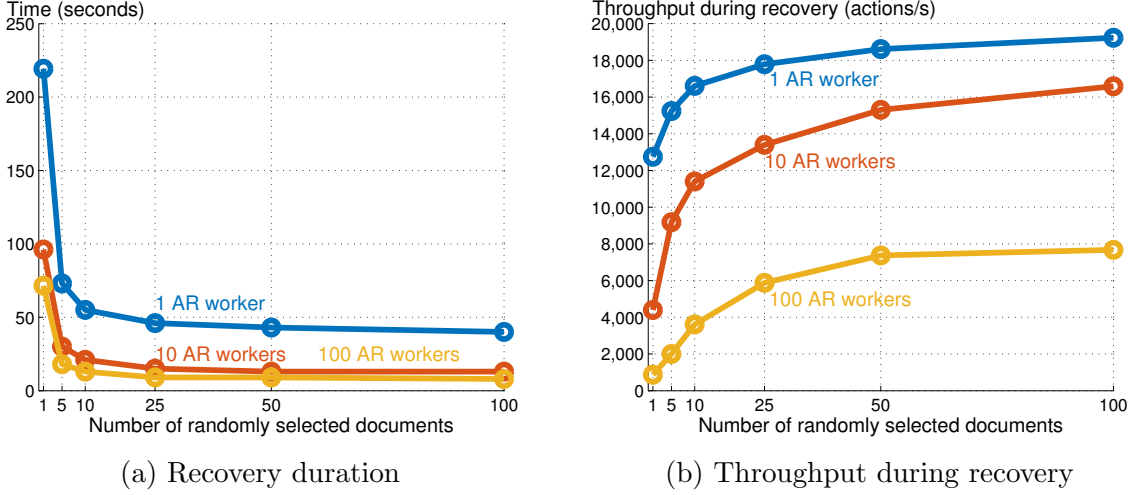 Time (seconds)
250
200
150
100
50
0
1 AR worker
10 AR workers
100 AR workers
1 5 10 25 50 100
Number of randomly selected documents
(a) Recovery duration
Throughput during recovery (actions/s)
20,000
18,000
16,000
14,000
12,000
10,000
8,000
6,000
4,000
2,000
0
1 AR worker
10 AR workers
100 AR workers
1 5 10 25 50 100
Number of randomly selected documents
(b) Throughput during recovery